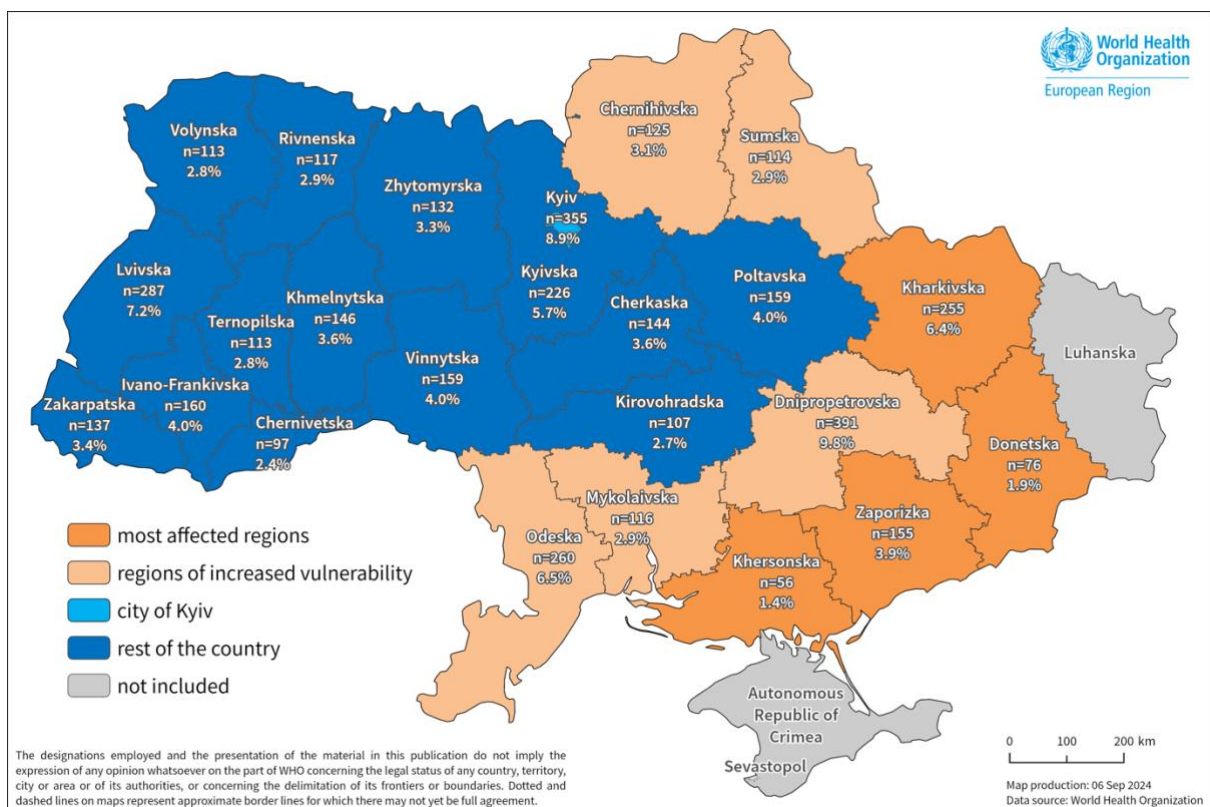 World Health
Organization
European Region
Chernihivska
n=125
3.1%
Sumska
n=114
2.9%
Volynska
n=113
2.8%
Rivnenska
n=117
2.9%
Zhytomyrska
n=132
3.3%
Kyiv
n=355
8.9%
Kyivska
n=226
5.7%
Lvivska
n=287
7.2%
Ternopilska
n=113
2.8%
Khmelnytska
n=146
3.6%
Cherkaska
n=144
3.6%
Poltavska
n=159
4.0%
Kharkivska
n=255
6.4%
Luhanska
Vinnytska
n=159
4.0%
Ivano-Frankivska
n=160
4.0%
Zakarpatska
n=137
3.4%
Chernivetska
n=97
2.4%
Kirovohradska
n=107
2.7%
Dnipropetrovska
n=391
9.8%
Donetska
n=76
1.9%
Mykolaivska
n=116
2.9%
Odeska
n=260
6.5%
Zaporizka
n=155
3.9%
Khersonska
n=56
1.4%
Autonomous
Republic of
Crimea
Sevastopol
most affected regions
regions of increased vulnerability
city of Kyiv
rest of the country
not included
The designations employed and the presentation of the material in this publication do not imply the
expression of any opinion whatsoever on the part of WHO concerning the legal status of any country, territory,
city or area or of its authorities, or concerning the delimitation of its frontiers or boundaries. Dotted and
dashed lines on maps represent approximate border lines for which there may not yet be full agreement.
0 100 200 km
Map production: 06 Sep 2024
Data source: World Health Organization